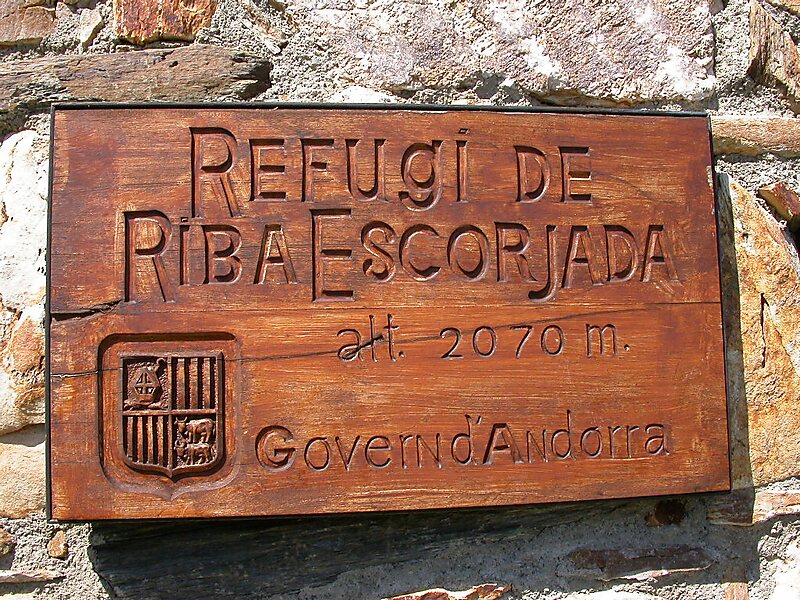 REFUgi DE
RiBA ESCORJADA
alt. 2070 m.
Govern d'Andorra